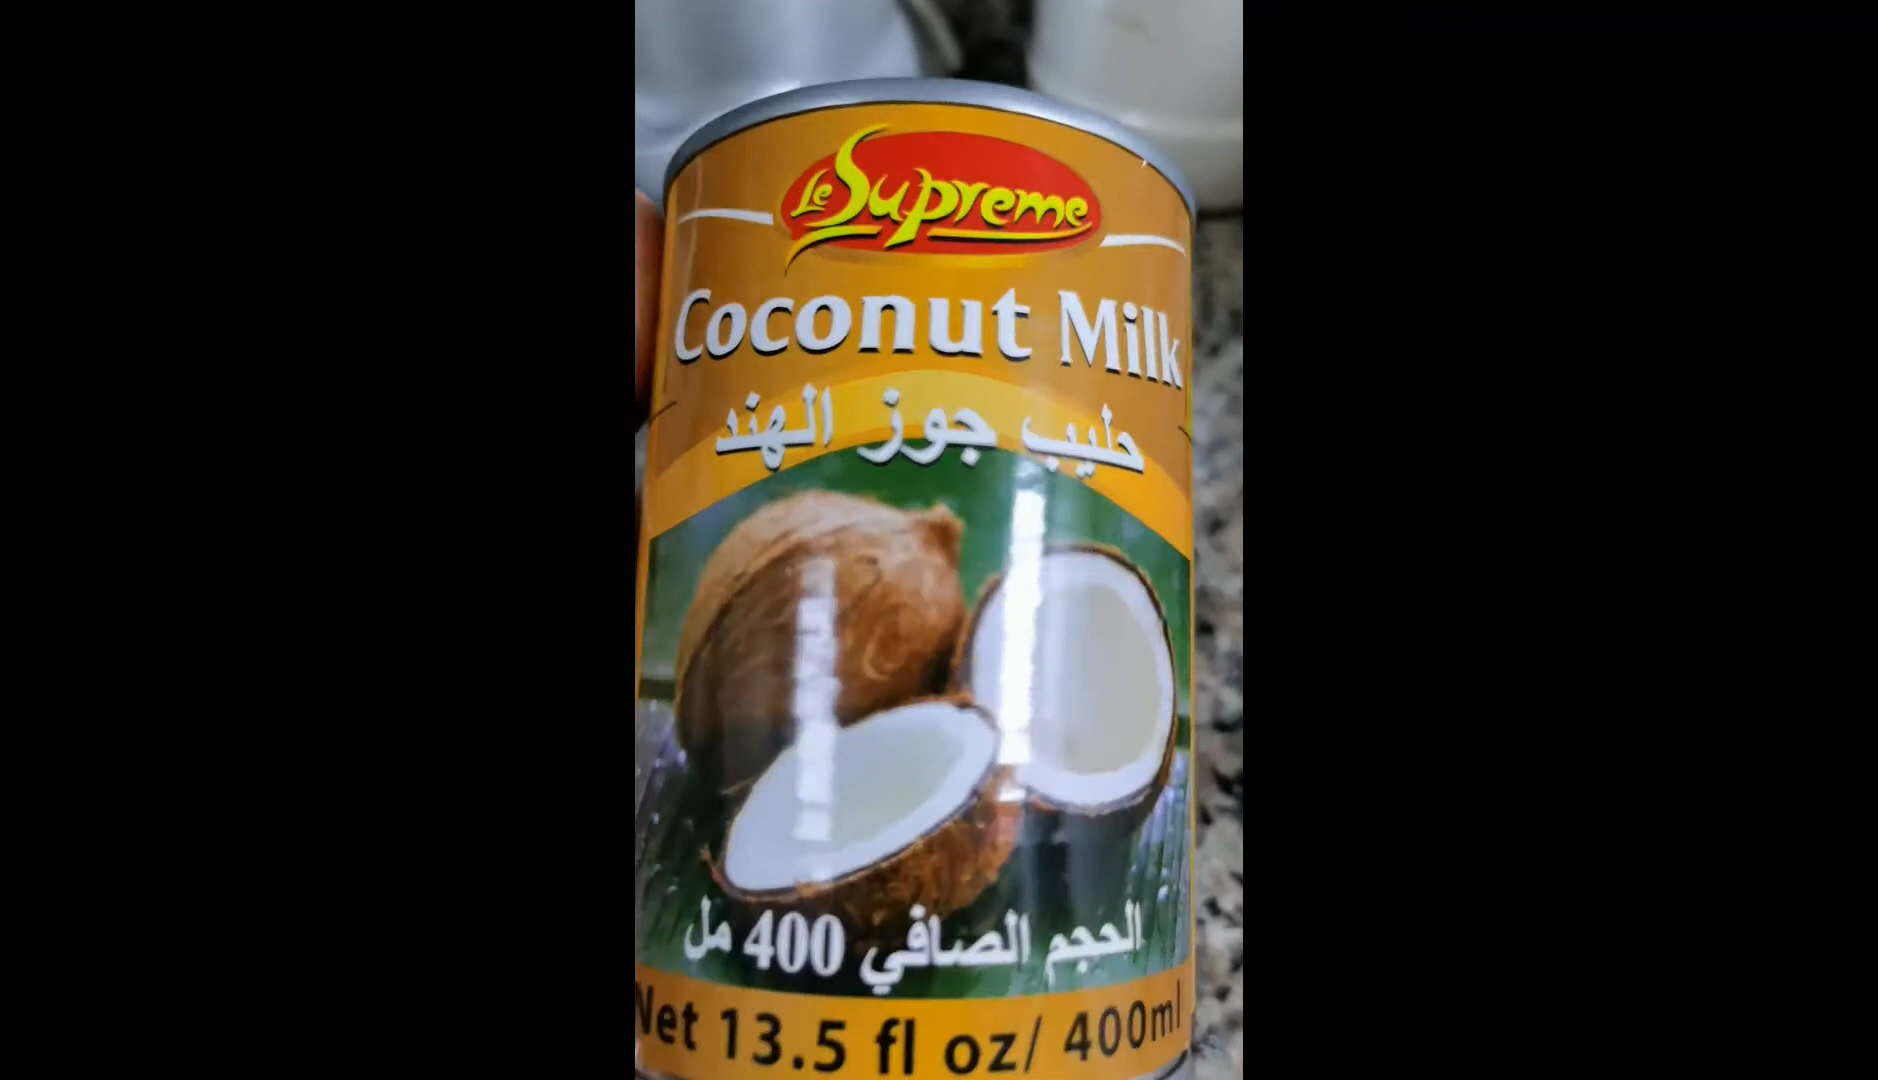 Le Supreme
Coconut Milk
حليب جوز الهند
الحجم الصافي 400 مل
Net 13.5 fl oz/ 400ml